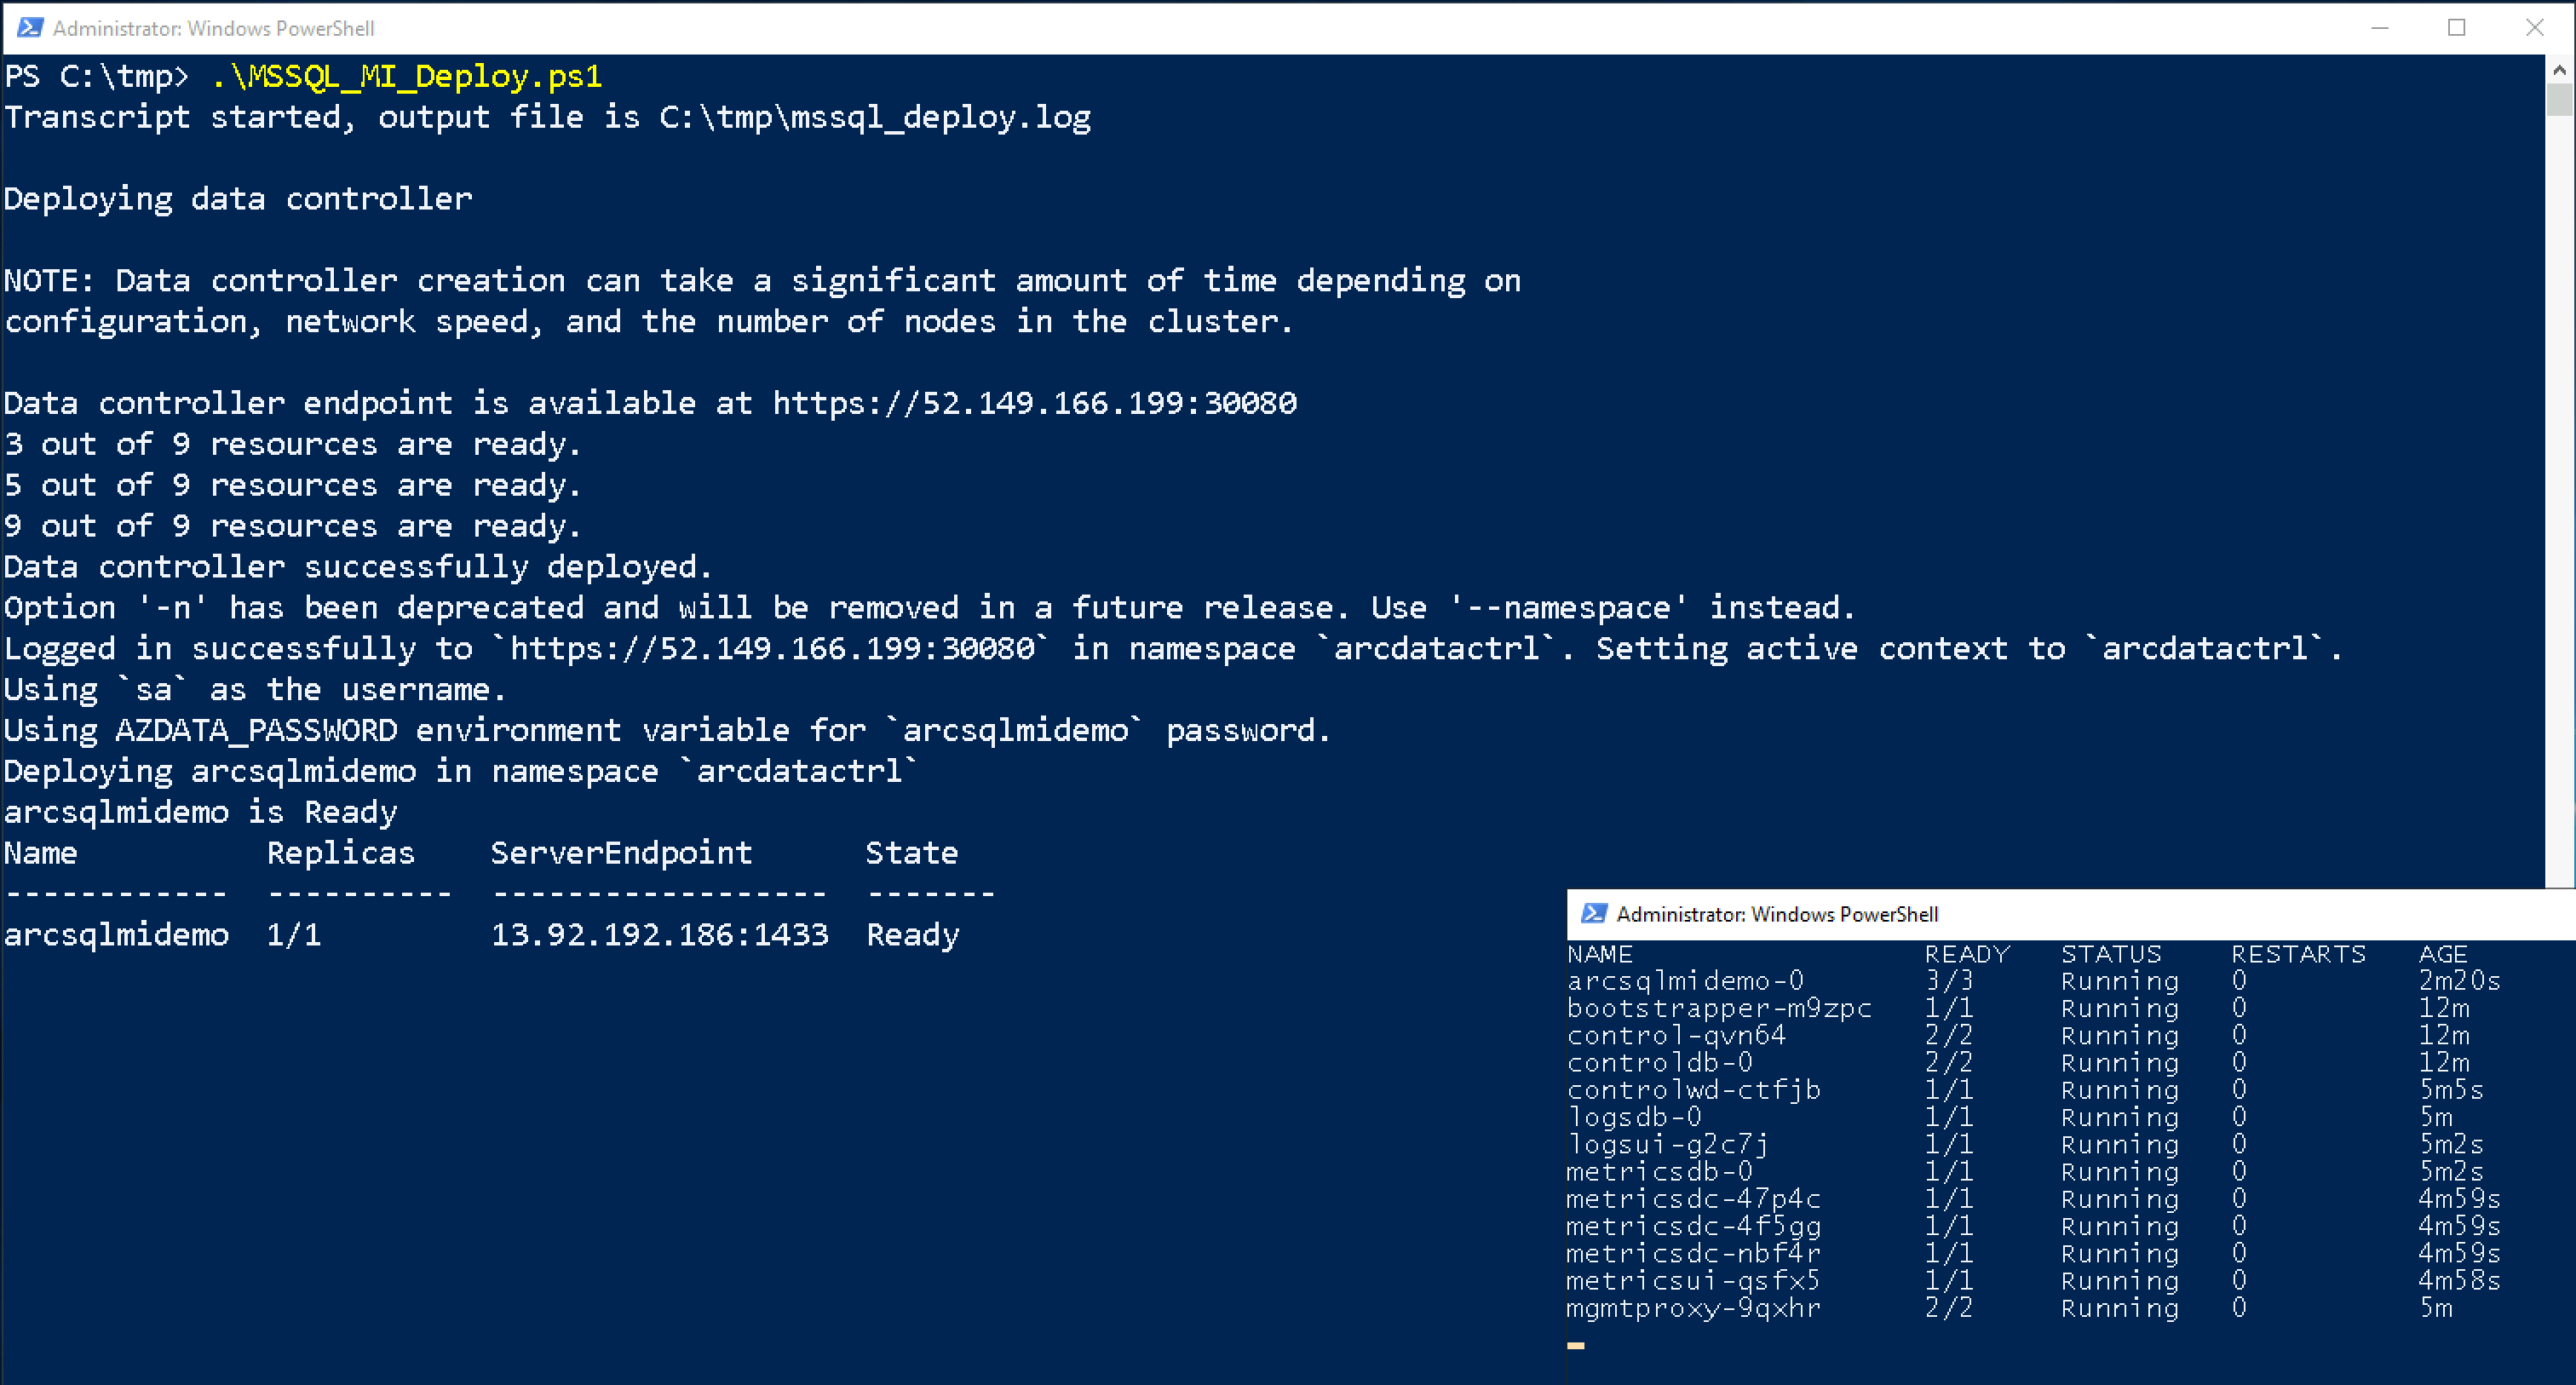 Administrator: Windows PowerShell
PS C:\tmp> .\MSSQL_MI_Deploy.ps1
Transcript started, output file is C:\tmp\mssql_deploy.log
Deploying data controller
NOTE: Data controller creation can take a significant amount of time depending on
configuration, network speed, and the number of nodes in the cluster.
Data controller endpoint is available at https://52.149.166.199:30080
3 out of 9 resources are ready.
5 out of 9 resources are ready.
9 out of 9 resources are ready.
Data controller successfully deployed.
Option '-n' has been deprecated and will be removed in a future release. Use '--namespace' instead.
Logged in successfully to `https://52.149.166.199:30080` in namespace `arcdatactrl`. Setting active context to `arcdatactrl`.
Using `sa` as the username.
Using AZDATA_PASSWORD environment variable for `arcsqlmidemo` password.
Deploying arcsqlmidemo in namespace `arcdatactrl`
arcsqlmidemo is Ready
Name Replicas ServerEndpoint State
------------ ---------- ------------------ -------
arcsqlmidemo 1/1 13.92.192.186:1433 Ready
Administrator: Windows PowerShell
NAME READY STATUS RESTARTS AGE
arcsqlmidemo-0 3/3 Running 0 2m20s
bootstrapper-m9zpc 1/1 Running 0 12m
control-qvn64 2/2 Running 0 12m
controldb-0 2/2 Running 0 12m
controlwd-ctfjb 1/1 Running 0 5m5s
logsdb-0 1/1 Running 0 5m
logsui-g2c7j 1/1 Running 0 5m2s
metricsdb-0 1/1 Running 0 5m2s
metricsdc-47p4c 1/1 Running 0 4m59s
metricsdc-4f5gg 1/1 Running 0 4m59s
metricsdc-nbf4r 1/1 Running 0 4m59s
metricsui-qsfx5 1/1 Running 0 4m58s
mgmtproxy-9qxhr 2/2 Running 0 5m